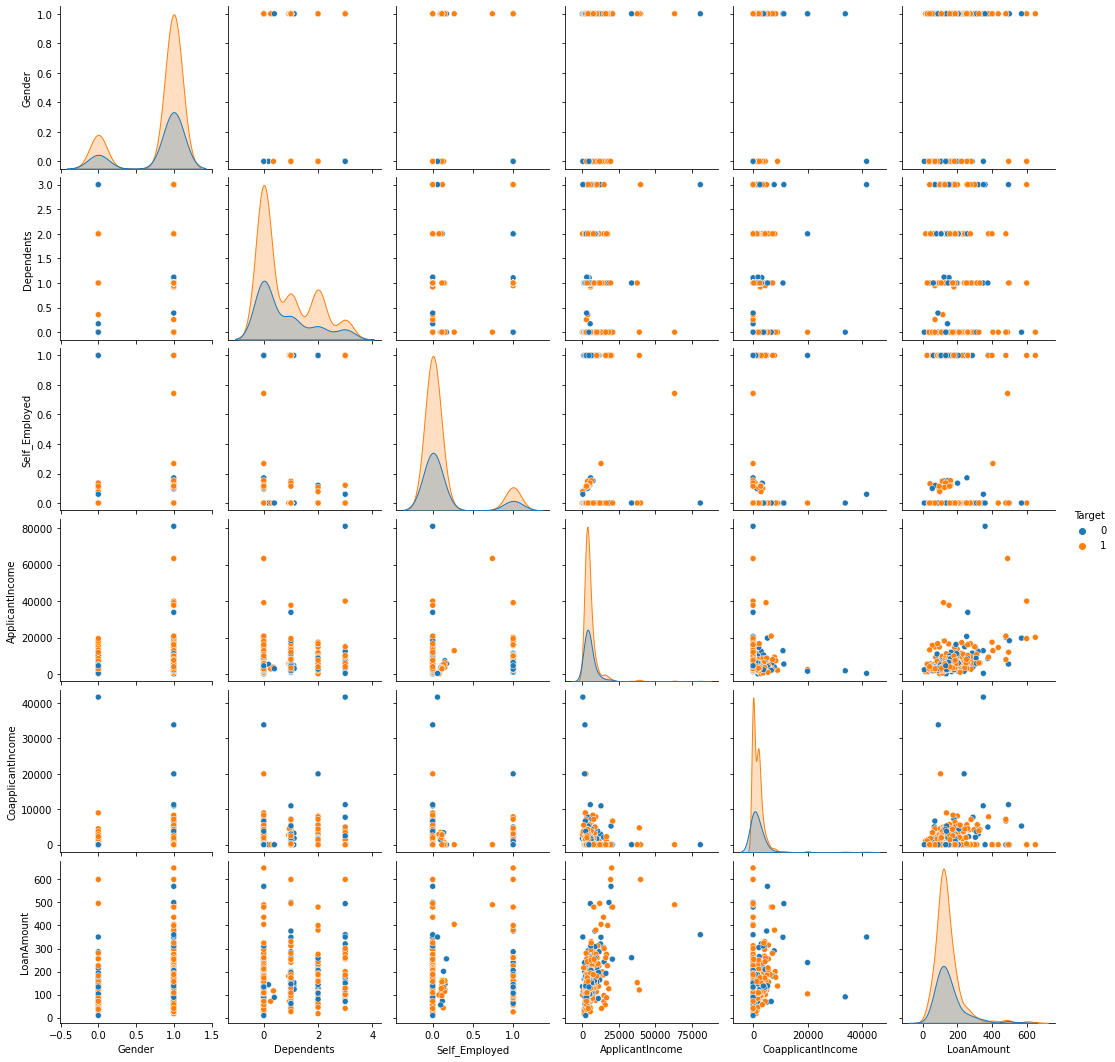 1.0
0.8
0.6
0.4
0.2
0.0
Gender
3.0
2.5
2.0
1.5
1.0
0.5
0.0
Dependents
1.0
0.8
0.6
0.4
0.2
0.0
Self_Employed
Target
0
1
80000
60000
40000
20000
0
ApplicantIncome
40000
30000
20000
10000
0
CoapplicantIncome
600
500
400
300
200
100
0
LoanAmount
−0.5 0.0 0.5 1.0 1.5
Gender
0 2 4
Dependents
0.0 0.5 1.0
Self_Employed
0 25000 50000 75000
ApplicantIncome
0 20000 40000
CoapplicantIncome
0 200 400 600
LoanAmount